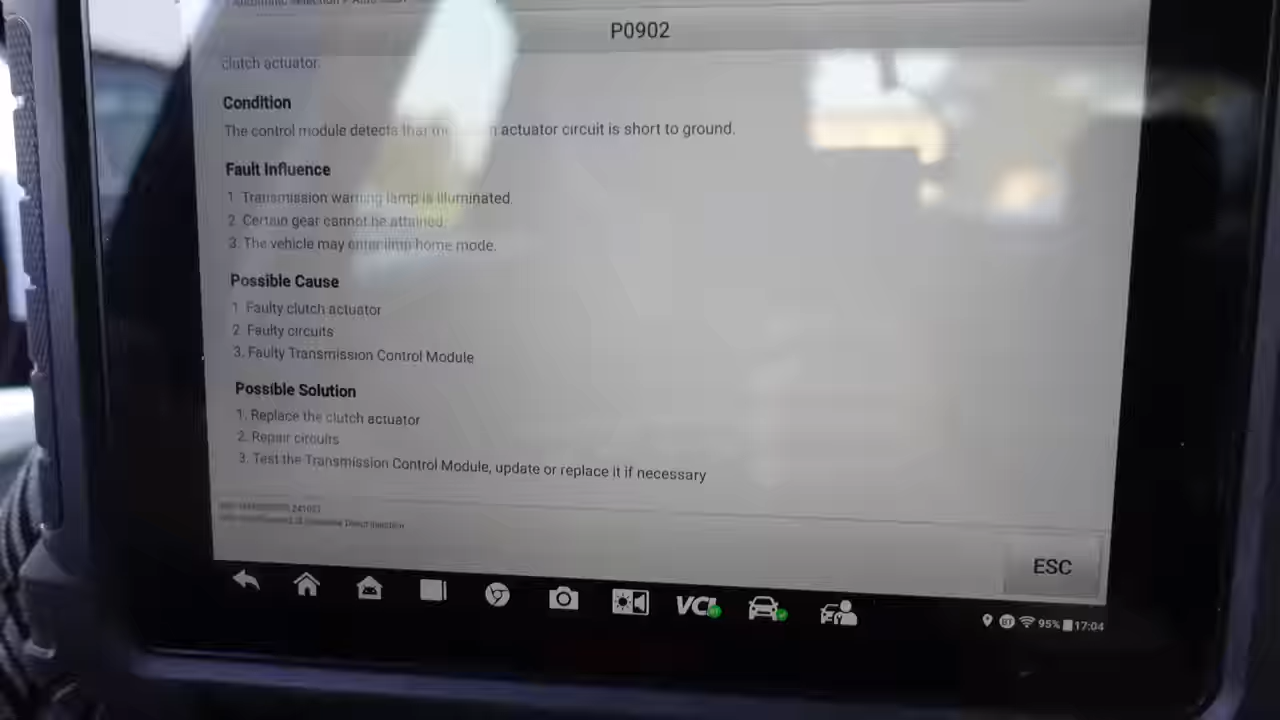 P0902
clutch actuator.
Condition
The control module detects that the actuator circuit is short to ground.
Fault Influence
1. Transmission warning lamp is illuminated.
2. Certain gear cannot be attained.
3. The vehicle may enter limp home mode.
Possible Cause
1 Faulty clutch actuator
2 Faulty circuits
3. Faulty Transmission Control Module
Possible Solution
1. Replace the clutch actuator
2. Repair circuits
3. Test the Transmission Control Module, update or replace it if necessary
ESC
VCI
BT 95% 17:04